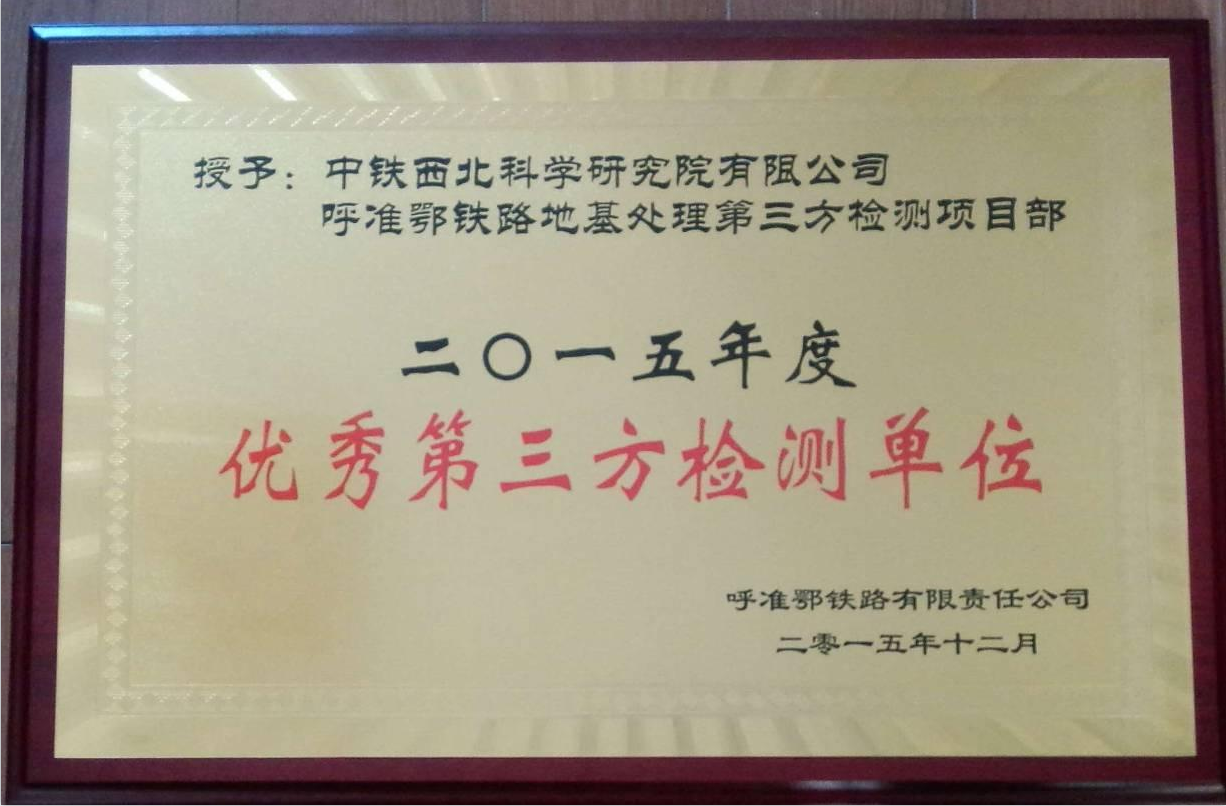 授予：中铁西北科学研究院有限公司
呼准鄂铁路地基处理第三方检测项目部
二〇一五年度
优秀第三方检测单位
呼准鄂铁路有限责任公司
二零一五年十二月